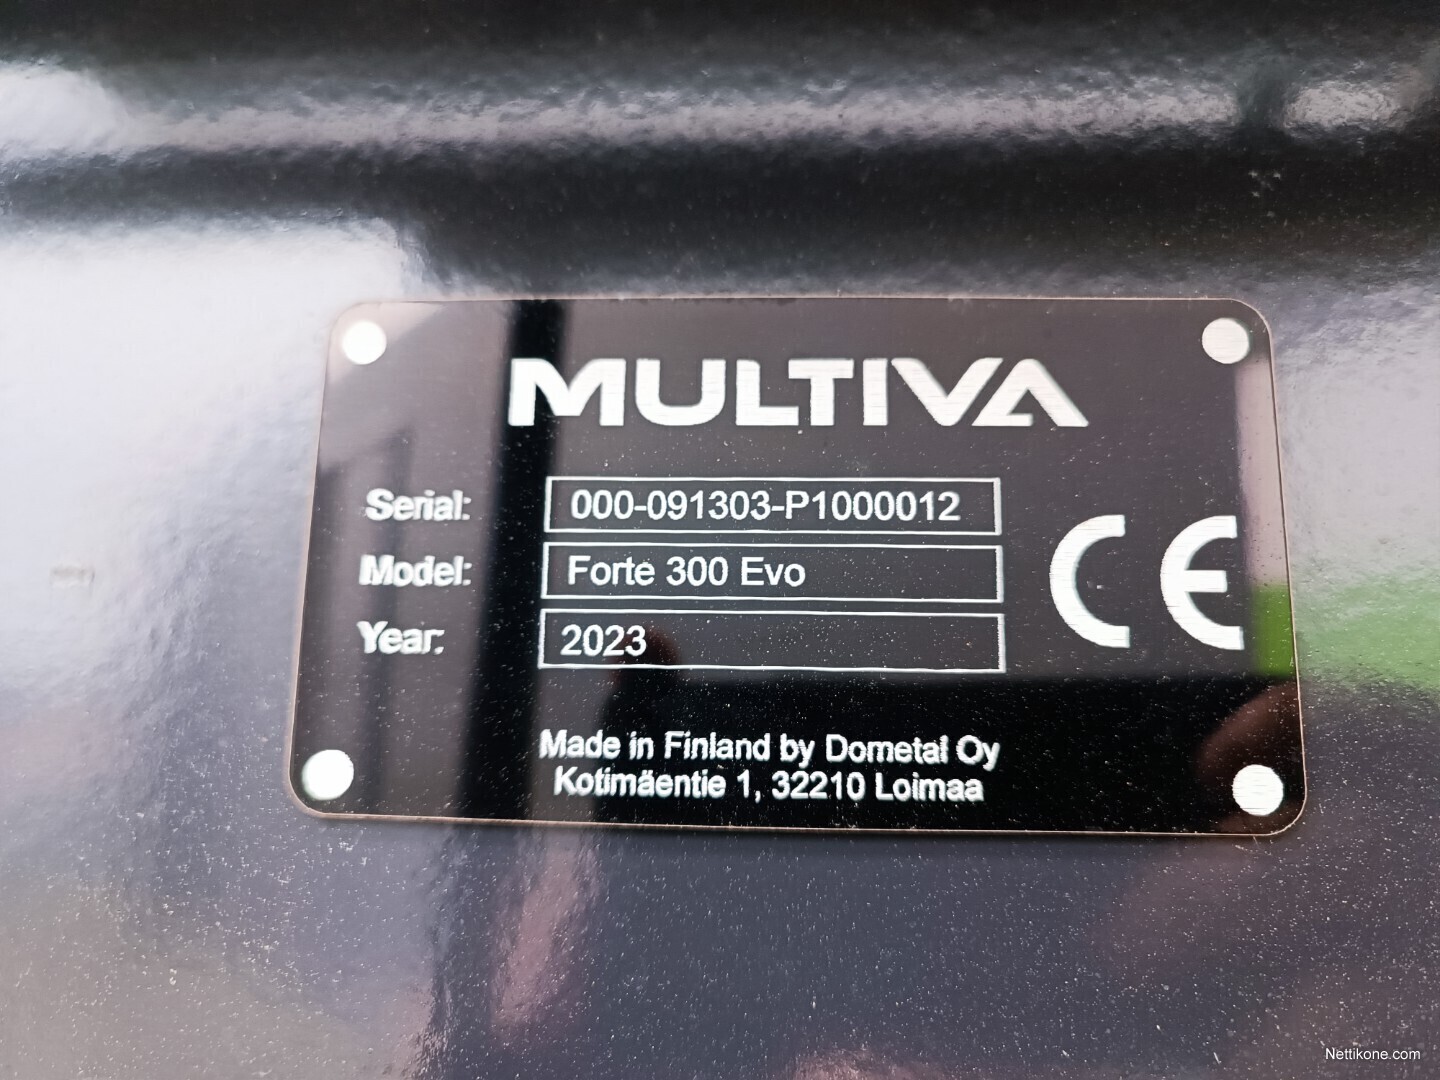 MULTIVA
Serial: 000-091303-P1000012
Model: Forte 300 Evo
Year: 2023
CE
Made in Finland by Dometal Oy
Kotimäentie 1, 32210 Loimaa
Nettikone.com